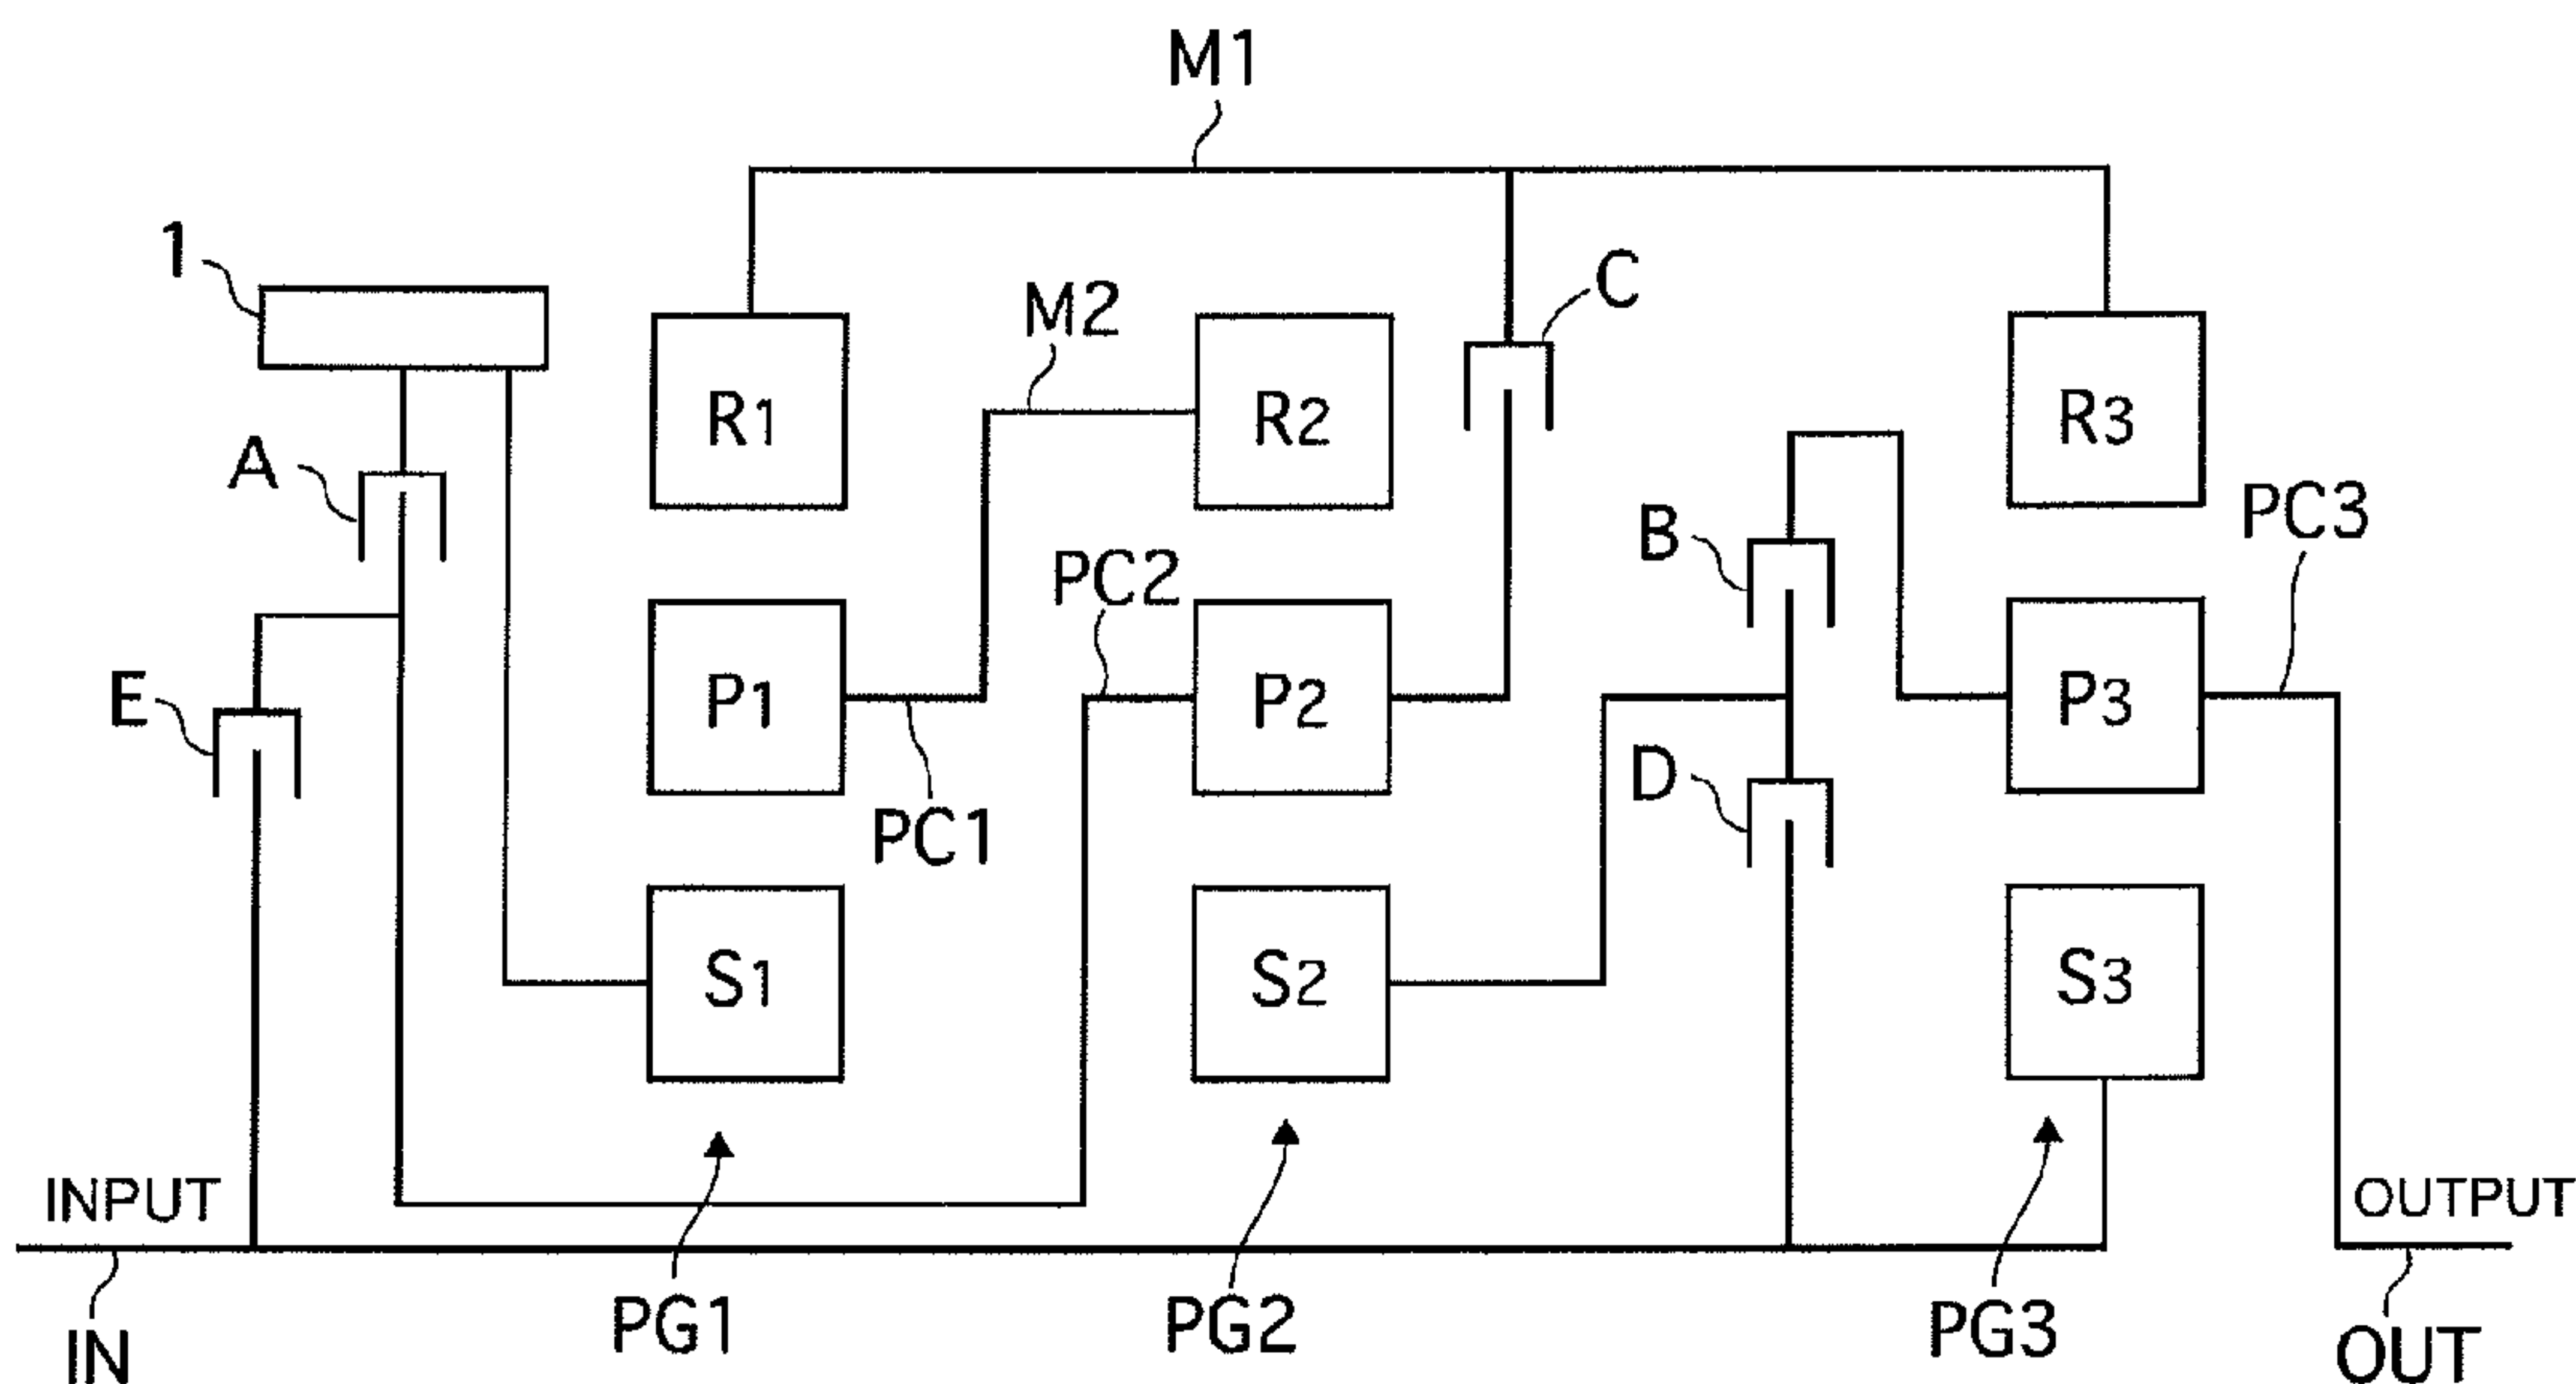 M1
1
C
M2
R1
R2
R3
A
PC3
B
PC2
E
P1
P2
P3
D
PC1
S1
S2
S3
INPUT
OUTPUT
IN
PG1
PG2
PG3
OUT